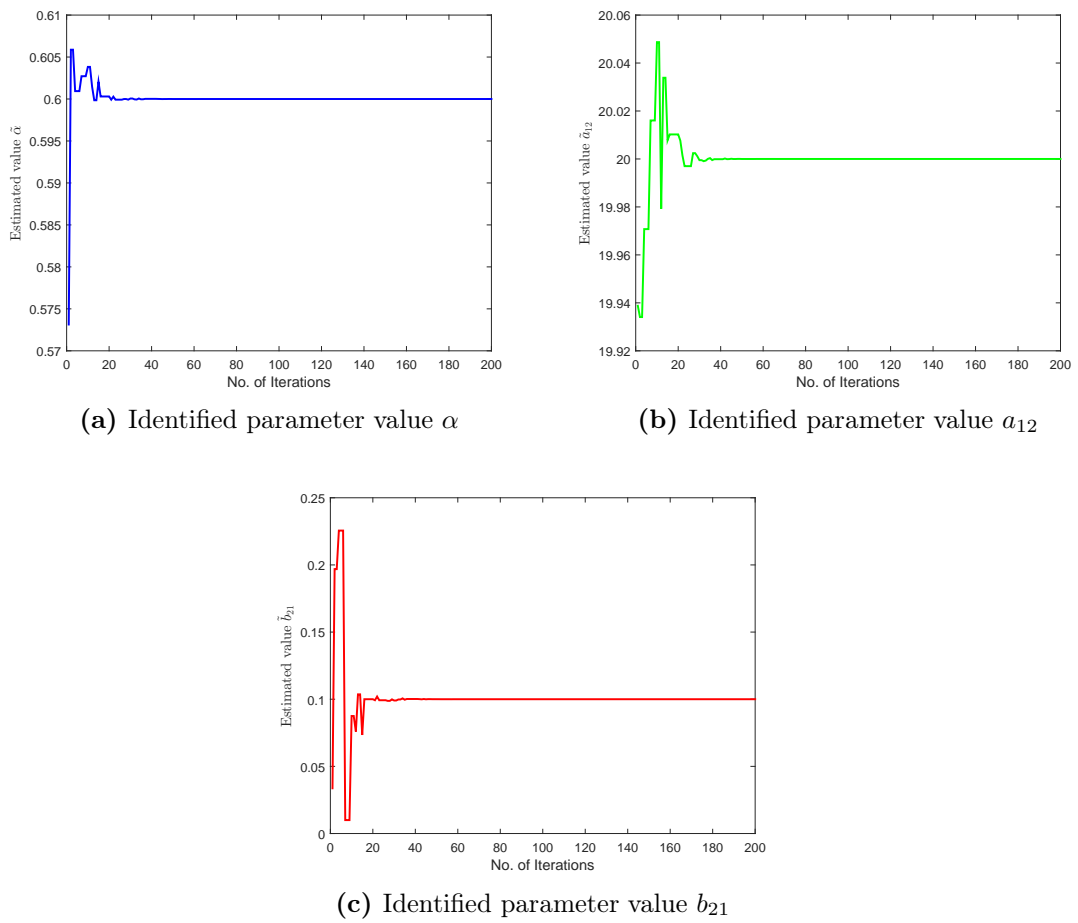 0.61
0.605
0.6
0.595
0.59
0.585
0.58
0.575
0.57
Estimated value α̃
0 20 40 60 80 100 120 140 160 180 200
No. of Iterations
(a) Identified parameter value α
20.06
20.04
20.02
20
19.98
19.96
19.94
19.92
Estimated value ã₁₂
0 20 40 60 80 100 120 140 160 180 200
No. of Iterations
(b) Identified parameter value a₁₂
0.25
0.2
0.15
0.1
0.05
0
Estimated value b̃₂₁
0 20 40 60 80 100 120 140 160 180 200
No. of Iterations
(c) Identified parameter value b₂₁